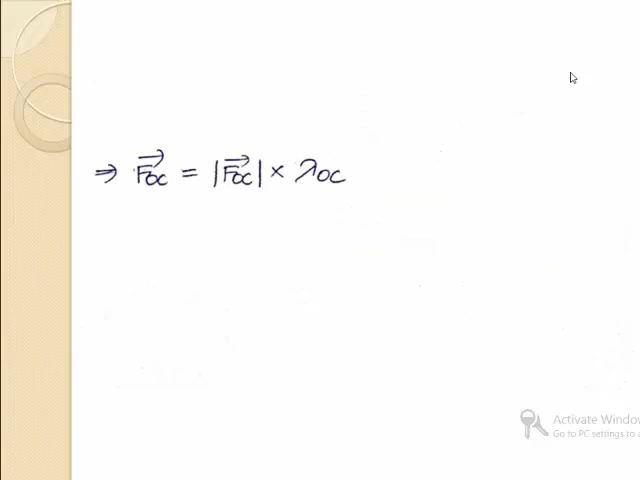 ⇒ F⃗oc = |F⃗oc| × λoc
Activate Window
Go to PC settings to a